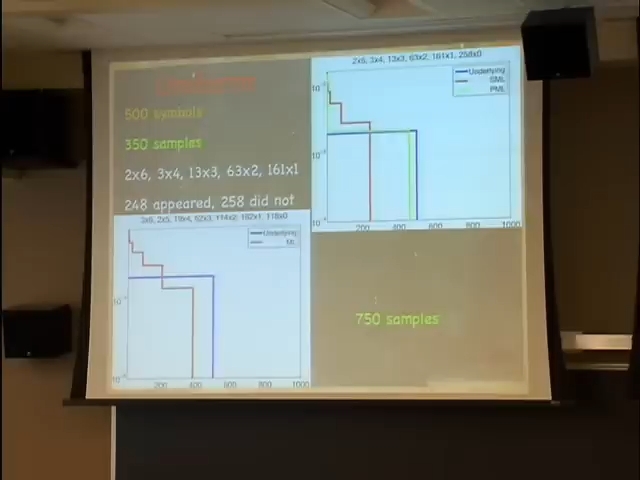 500 symbols
350 samples
2x6, 3x4, 13x3, 63x2, 161x1
248 appeared, 258 did not
2x6, 3x4, 13x3, 63x2, 161x1, 258x0
Underlying
SML
PML
200
400
600
800
1000
Underlying
ML
200
400
600
800
1000
750 samples